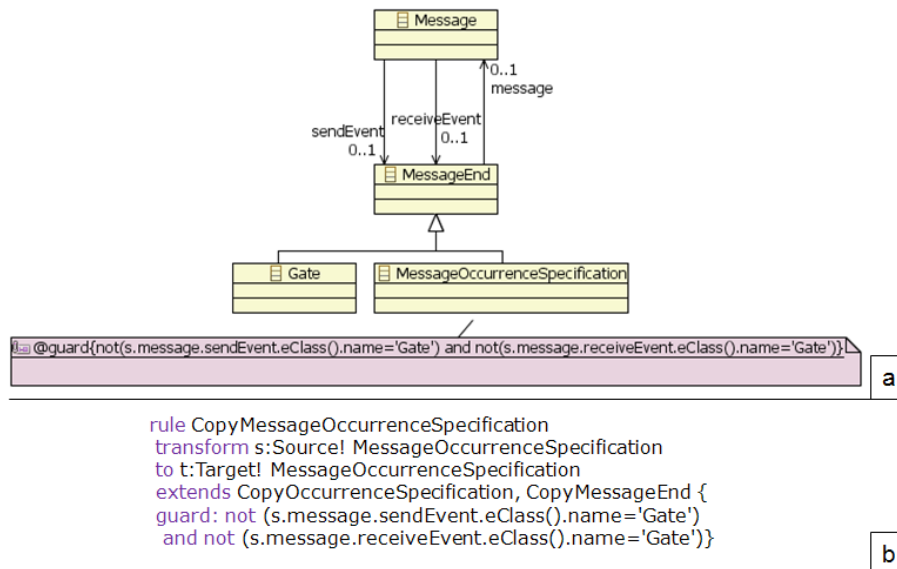 Message
0..1
message
receiveEvent
0..1
sendEvent
0..1
MessageEnd
Gate
MessageOccurrenceSpecification
@guard{not(s.message.sendEvent.eClass().name='Gate') and not(s.message.receiveEvent.eClass().name='Gate')}
a
rule CopyMessageOccurrenceSpecification
transform s:Source! MessageOccurrenceSpecification
to t:Target! MessageOccurrenceSpecification
extends CopyOccurrenceSpecification, CopyMessageEnd {
guard: not (s.message.sendEvent.eClass().name='Gate')
and not (s.message.receiveEvent.eClass().name='Gate')}
b